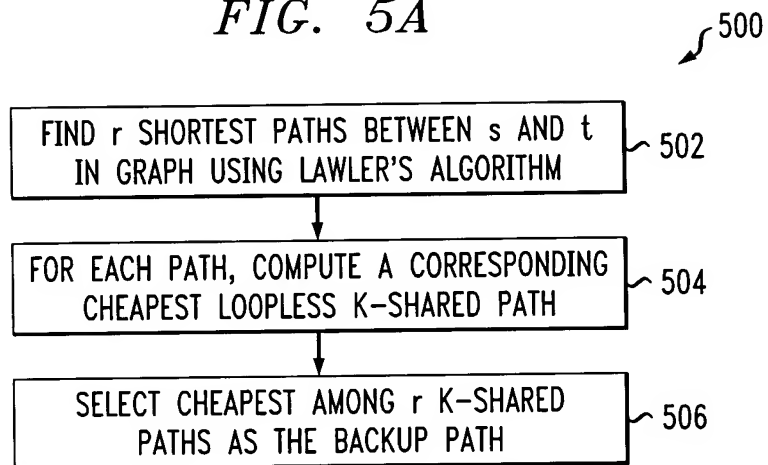 FIG. 5A
500
FIND r SHORTEST PATHS BETWEEN s AND t
IN GRAPH USING LAWLER'S ALGORITHM
502
FOR EACH PATH, COMPUTE A CORRESPONDING
CHEAPEST LOOPLESS K-SHARED PATH
504
SELECT CHEAPEST AMONG r K-SHARED
PATHS AS THE BACKUP PATH
506